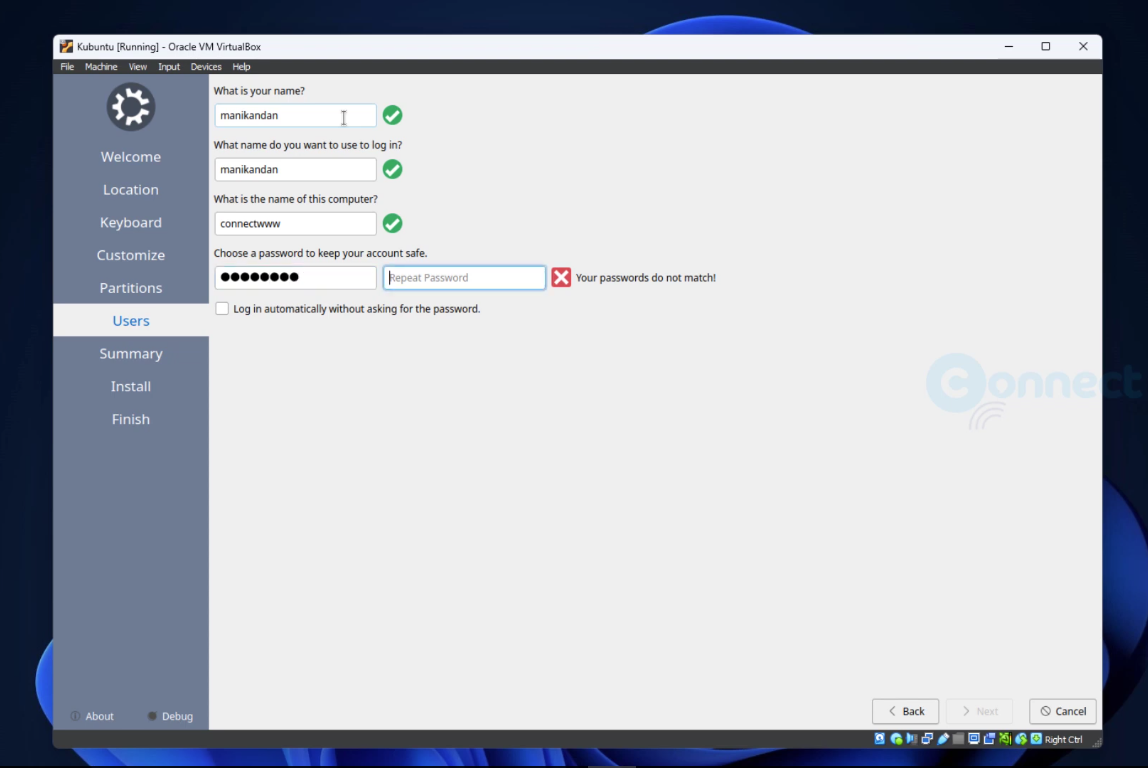 Kubuntu [Running] - Oracle VM VirtualBox
File Machine View Input Devices Help
Welcome
Location
Keyboard
Customize
Partitions
Users
Summary
Install
Finish
About Debug
What is your name?
manikandan
What name do you want to use to log in?
manikandan
What is the name of this computer?
connectwww
Choose a password to keep your account safe.
●●●●●●●● Repeat Password Your passwords do not match!
Log in automatically without asking for the password.
Connect
Back Next Cancel
Right Ctrl